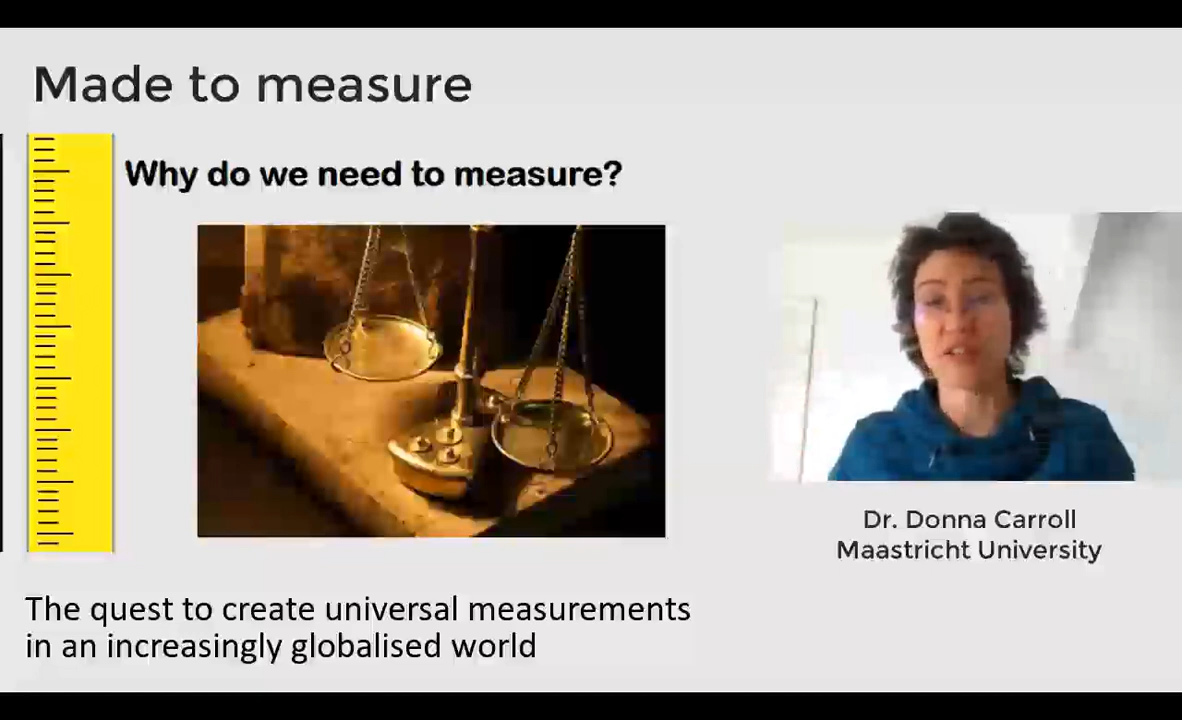 Made to measure
Why do we need to measure?
Dr. Donna Carroll
Maastricht University
The quest to create universal measurements
in an increasingly globalised world